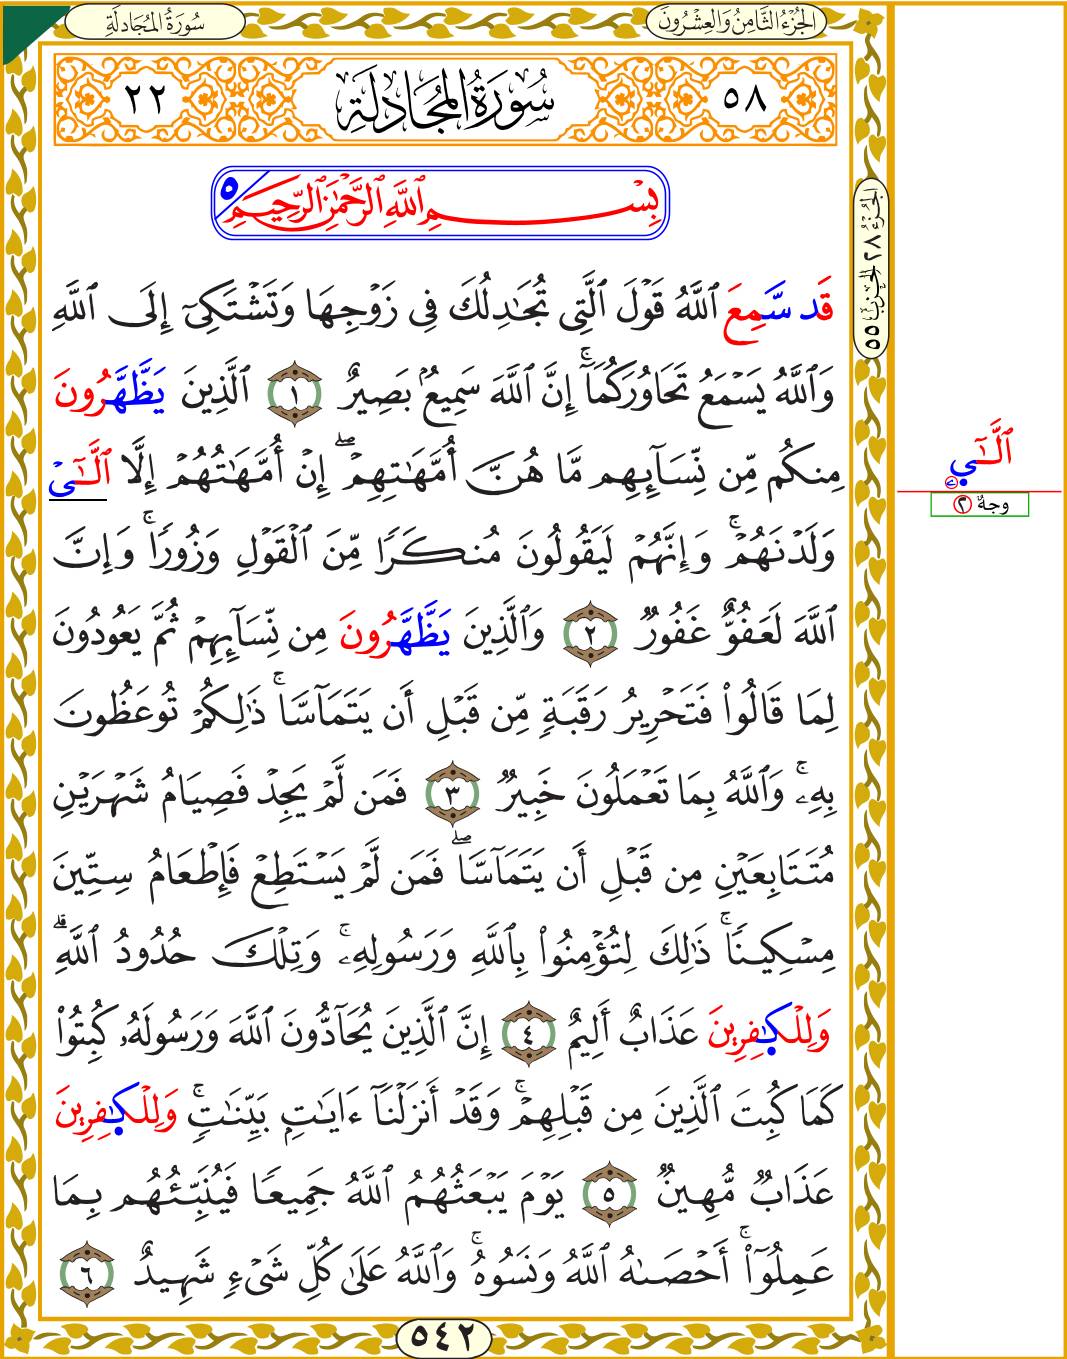 سُورَةُ المُجَادلَةِ
الجُزْءُ الثَّامِنُ وَالعِشْرُونَ
٢٢
سُورَةُ المُجَادلَةِ
٥٨
بِسْمِ ٱللَّهِ ٱلرَّحْمَٰنِ ٱلرَّحِيمِ ٥
قَد سَّمِعَ ٱللَّهُ قَوْلَ ٱلَّتِى تُجَٰدِلُكَ فِى زَوْجِهَا وَتَشْتَكِىٓ إِلَى ٱللَّهِ
وَٱللَّهُ يَسْمَعُ تَحَاوُرَكُمَآۚ إِنَّ ٱللَّهَ سَمِيعٌۢ بَصِيرٌ ١ ٱلَّذِينَ يَظَّهَّرُونَ
مِنكُم مِّن نِّسَآئِهِم مَّا هُنَّ أُمَّهَٰتِهِمْۖ إِنْ أُمَّهَٰتُهُمْ إِلَّا ٱلَّٰٓىْ
وَلَدْنَهُمْۚ وَإِنَّهُمْ لَيَقُولُونَ مُنكَرًا مِّنَ ٱلْقَوْلِ وَزُورًاۚ وَإِنَّ
ٱللَّهَ لَعَفُوٌّ غَفُورٌ ٢ وَٱلَّذِينَ يَظَّهَّرُونَ مِن نِّسَآئِهِمْ ثُمَّ يَعُودُونَ
لِمَا قَالُوا۟ فَتَحْرِيرُ رَقَبَةٍ مِّن قَبْلِ أَن يَتَمَآسَّاۚ ذَٰلِكُمْ تُوعَظُونَ
بِهِۦۚ وَٱللَّهُ بِمَا تَعْمَلُونَ خَبِيرٌ ٣ فَمَن لَّمْ يَجِدْ فَصِيَامُ شَهْرَيْنِ
مُتَتَابِعَيْنِ مِن قَبْلِ أَن يَتَمَآسَّاۖ فَمَن لَّمْ يَسْتَطِعْ فَإِطْعَامُ سِتِّينَ
مِسْكِينًاۚ ذَٰلِكَ لِتُؤْمِنُوا۟ بِٱللَّهِ وَرَسُولِهِۦۚ وَتِلْكَ حُدُودُ ٱللَّهِۗ
وَلِلْكَٰفِرِينَ عَذَابٌ أَلِيمٌ ٤ إِنَّ ٱلَّذِينَ يُحَآدُّونَ ٱللَّهَ وَرَسُولَهُۥ كُبِتُوا۟
كَمَا كُبِتَ ٱلَّذِينَ مِن قَبْلِهِمْۚ وَقَدْ أَنزَلْنَآ ءَايَٰتٍۭ بَيِّنَٰتٍۚ وَلِلْكَٰفِرِينَ
عَذَابٌ مُّهِينٌ ٥ يَوْمَ يَبْعَثُهُمُ ٱللَّهُ جَمِيعًا فَيُنَبِّئُهُم بِمَا
عَمِلُوٓا۟ۚ أَحْصَىٰهُ ٱللَّهُ وَنَسُوهُۚ وَٱللَّهُ عَلَىٰ كُلِّ شَىْءٍ شَهِيدٌ ٦
٥٤٢
الجُزْءُ ٢٨ الحِزْبُ ٥٥
ٱلَّٰٓيِ
وجهٌ ٢